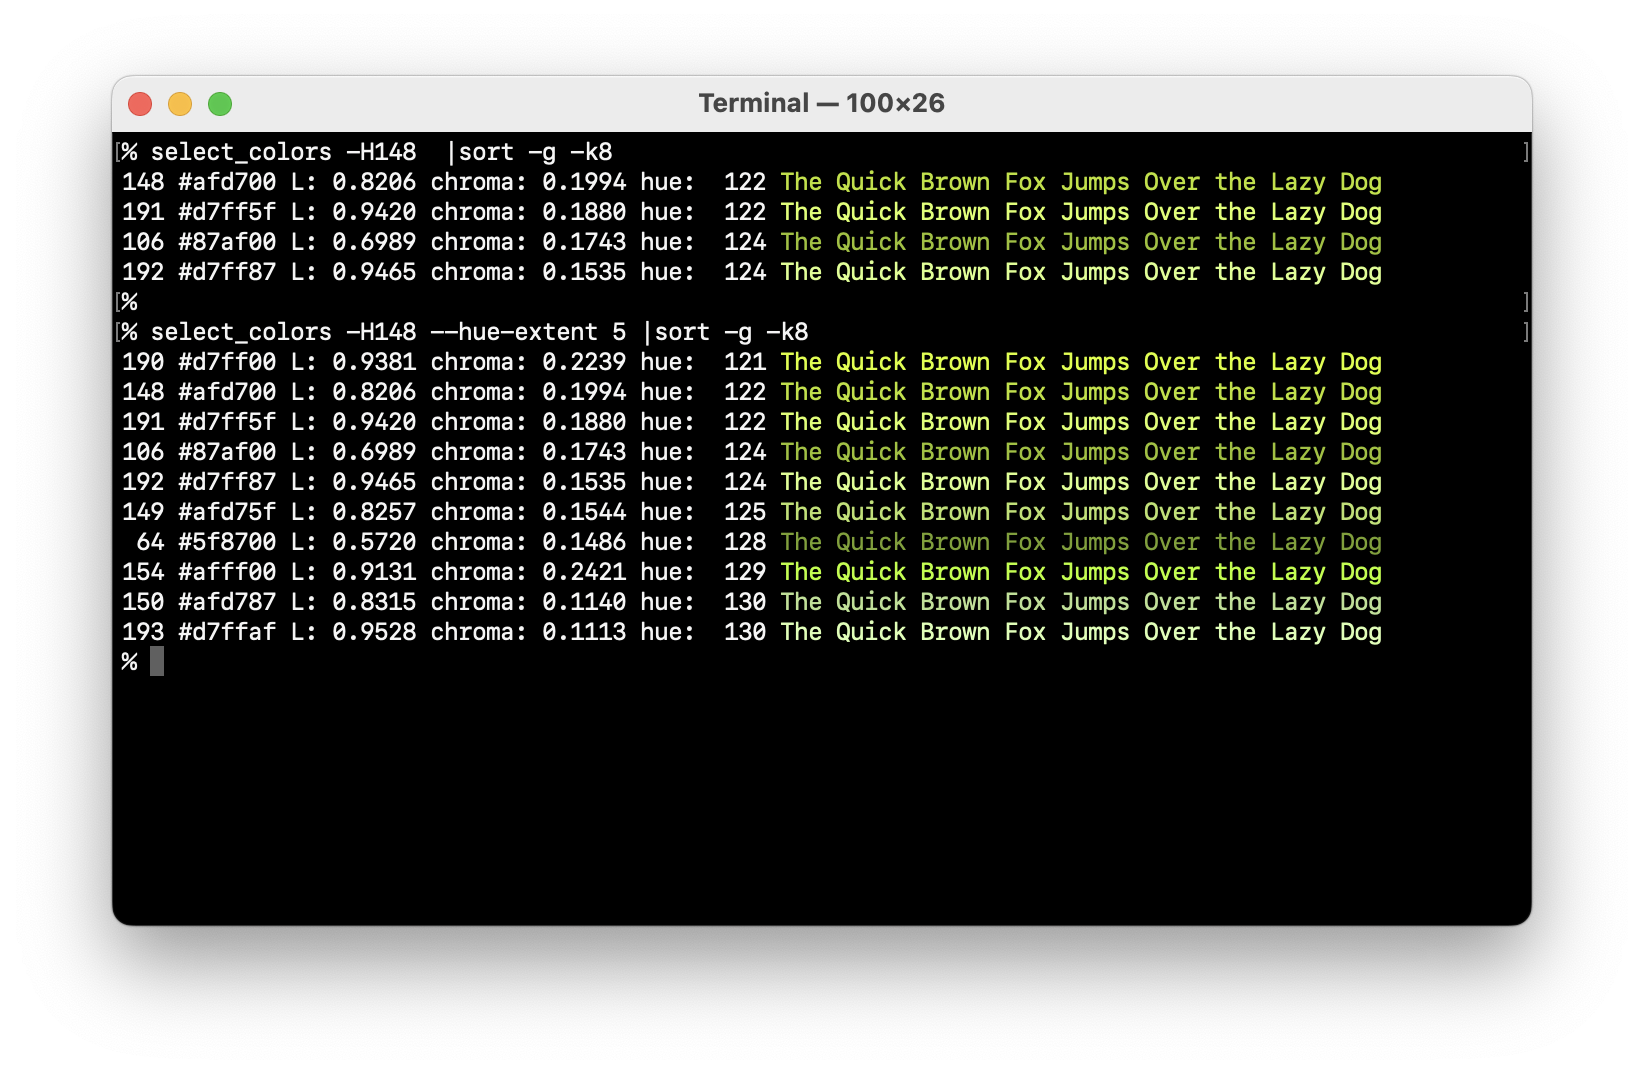 Terminal — 100×26
[% select_colors -H148  |sort -g -k8 ]
148 #afd700 L: 0.8206 chroma: 0.1994 hue:  122 The Quick Brown Fox Jumps Over the Lazy Dog
191 #d7ff5f L: 0.9420 chroma: 0.1880 hue:  122 The Quick Brown Fox Jumps Over the Lazy Dog
106 #87af00 L: 0.6989 chroma: 0.1743 hue:  124 The Quick Brown Fox Jumps Over the Lazy Dog
192 #d7ff87 L: 0.9465 chroma: 0.1535 hue:  124 The Quick Brown Fox Jumps Over the Lazy Dog
[% ]
[% select_colors -H148 --hue-extent 5 |sort -g -k8 ]
190 #d7ff00 L: 0.9381 chroma: 0.2239 hue:  121 The Quick Brown Fox Jumps Over the Lazy Dog
148 #afd700 L: 0.8206 chroma: 0.1994 hue:  122 The Quick Brown Fox Jumps Over the Lazy Dog
191 #d7ff5f L: 0.9420 chroma: 0.1880 hue:  122 The Quick Brown Fox Jumps Over the Lazy Dog
106 #87af00 L: 0.6989 chroma: 0.1743 hue:  124 The Quick Brown Fox Jumps Over the Lazy Dog
192 #d7ff87 L: 0.9465 chroma: 0.1535 hue:  124 The Quick Brown Fox Jumps Over the Lazy Dog
149 #afd75f L: 0.8257 chroma: 0.1544 hue:  125 The Quick Brown Fox Jumps Over the Lazy Dog
 64 #5f8700 L: 0.5720 chroma: 0.1486 hue:  128 The Quick Brown Fox Jumps Over the Lazy Dog
154 #afff00 L: 0.9131 chroma: 0.2421 hue:  129 The Quick Brown Fox Jumps Over the Lazy Dog
150 #afd787 L: 0.8315 chroma: 0.1140 hue:  130 The Quick Brown Fox Jumps Over the Lazy Dog
193 #d7ffaf L: 0.9528 chroma: 0.1113 hue:  130 The Quick Brown Fox Jumps Over the Lazy Dog
%